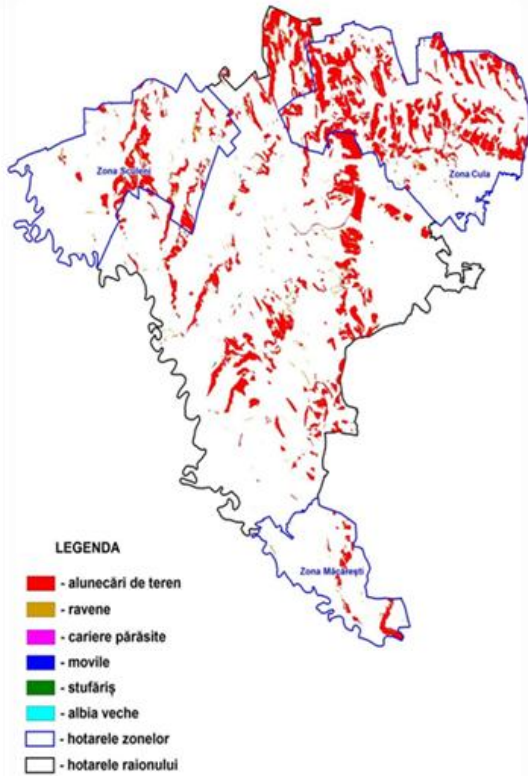 Zona Sculeni
Zona Cula
Zona Măcărești
LEGENDA
- alunecări de teren
- ravene
- cariere părăsite
- movile
- stufăriș
- albia veche
- hotarele zonelor
- hotarele raionului